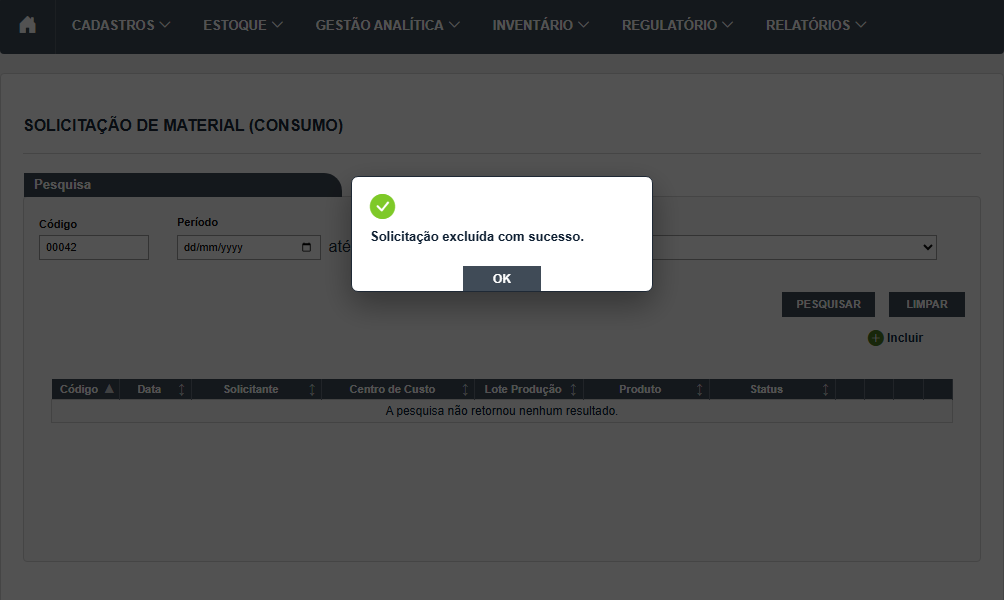 CADASTROS ESTOQUE GESTÃO ANALÍTICA INVENTÁRIO REGULATÓRIO RELATÓRIOS
SOLICITAÇÃO DE MATERIAL (CONSUMO)
Pesquisa
Código Período
00042 dd/mm/yyyy até
Solicitação excluída com sucesso.
OK
PESQUISAR LIMPAR
Incluir
Código Data Solicitante Centro de Custo Lote Produção Produto Status
A pesquisa não retornou nenhum resultado.